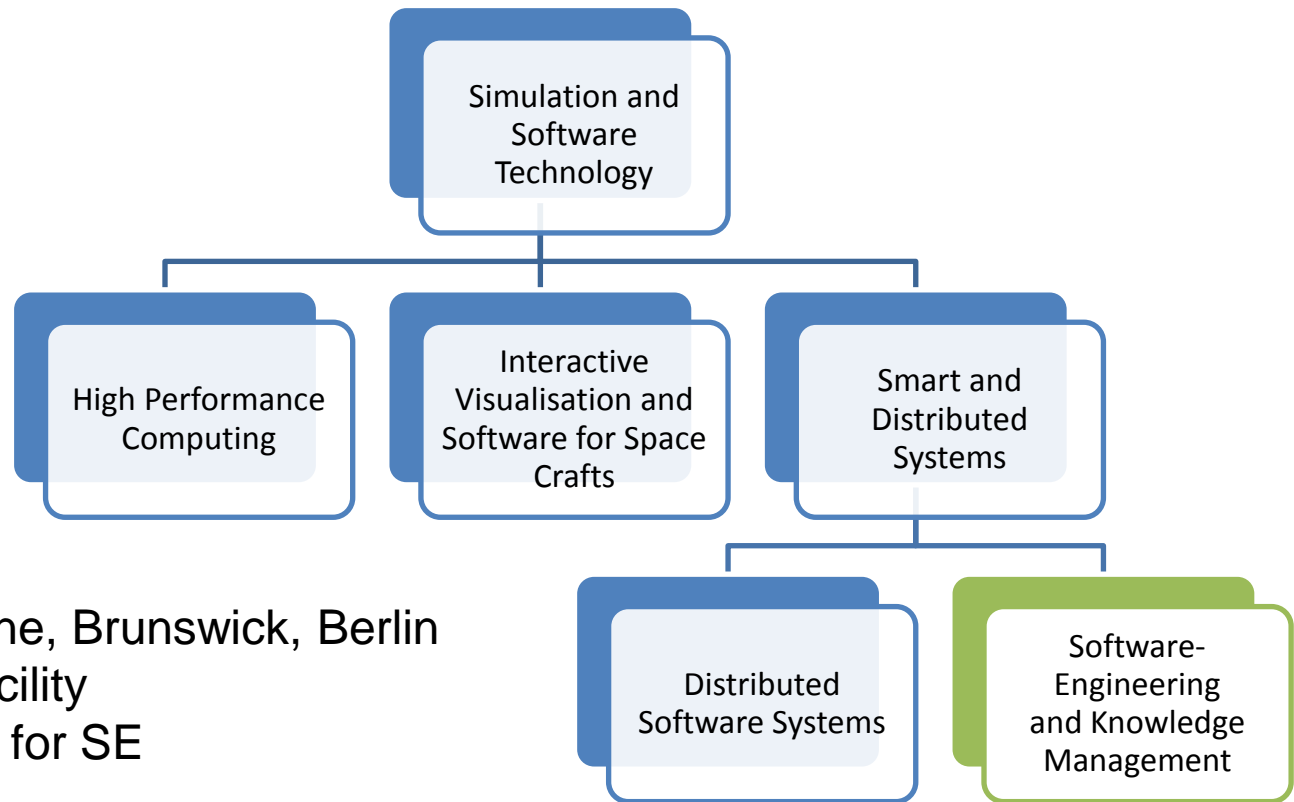 Simulation and
Software
Technology
High Performance
Computing
Interactive
Visualisation and
Software for Space
Crafts
Smart and
Distributed
Systems
Distributed
Software Systems
Software-
Engineering
and Knowledge
Management
ne, Brunswick, Berlin
cility
for SE